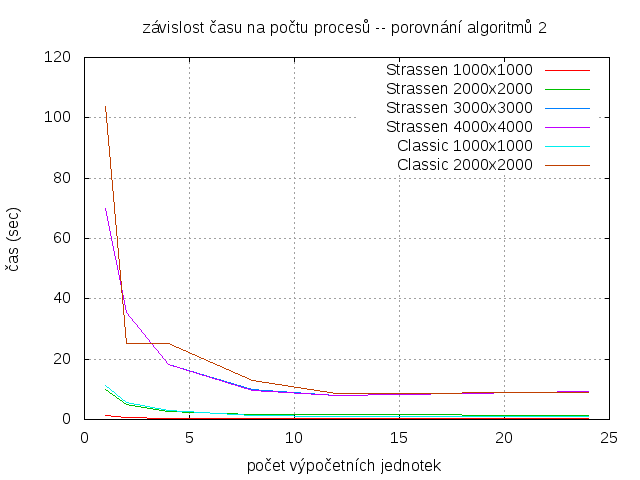 závislost času na počtu procesů -- porovnání algoritmů 2
Strassen 1000x1000
Strassen 2000x2000
Strassen 3000x3000
Strassen 4000x4000
Classic 1000x1000
Classic 2000x2000
čas (sec)
120
100
80
60
40
20
0
0 5 10 15 20 25
počet výpočetních jednotek